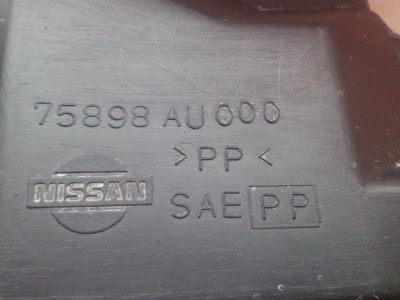 75898 AU000
>PP<
NISSAN
SAE PP